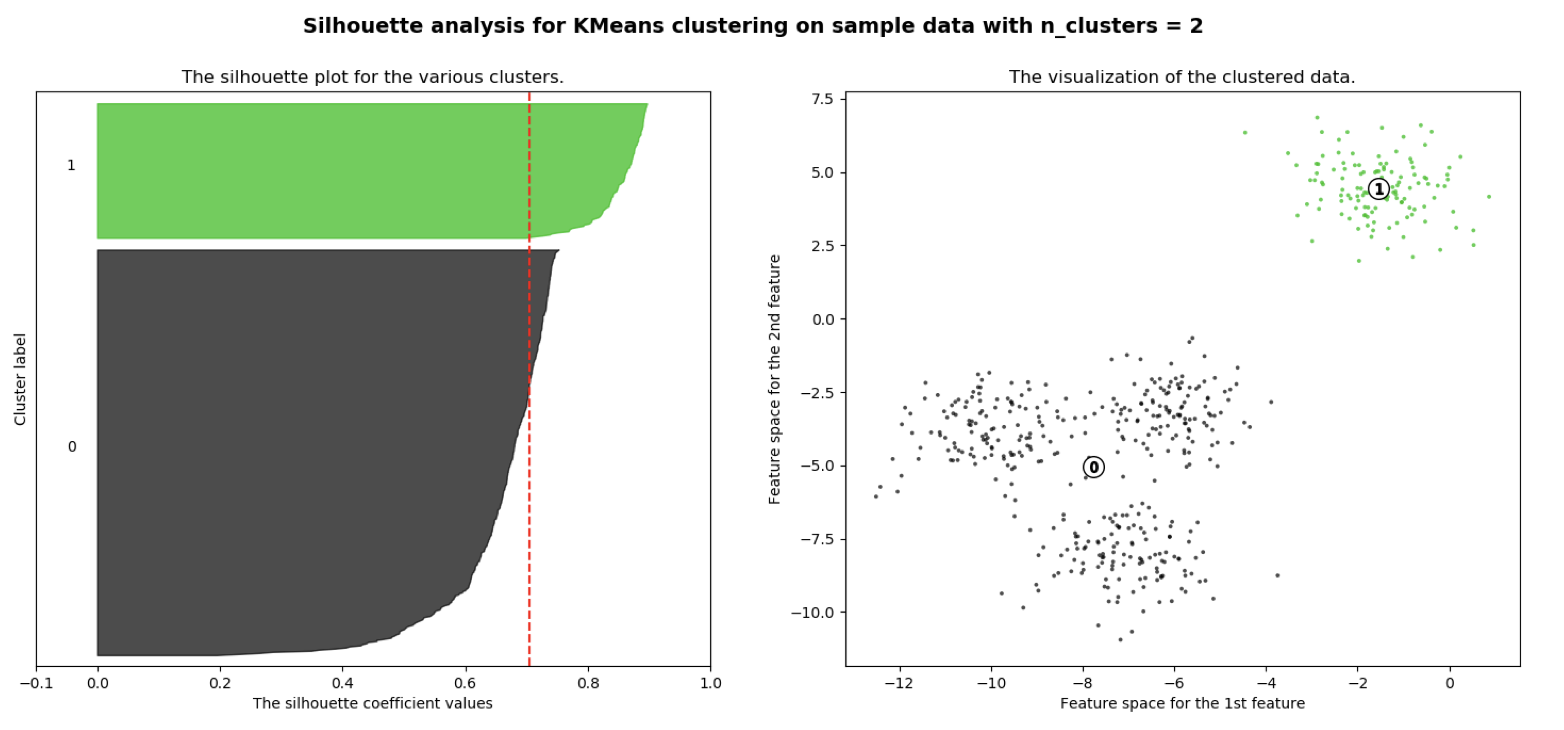 Silhouette analysis for KMeans clustering on sample data with n_clusters = 2
The silhouette plot for the various clusters.
1
0
Cluster label
−0.1 0.0 0.2 0.4 0.6 0.8 1.0
The silhouette coefficient values
The visualization of the clustered data.
7.5
5.0
2.5
0.0
−2.5
−5.0
−7.5
−10.0
Feature space for the 2nd feature
1
0
−12 −10 −8 −6 −4 −2 0
Feature space for the 1st feature